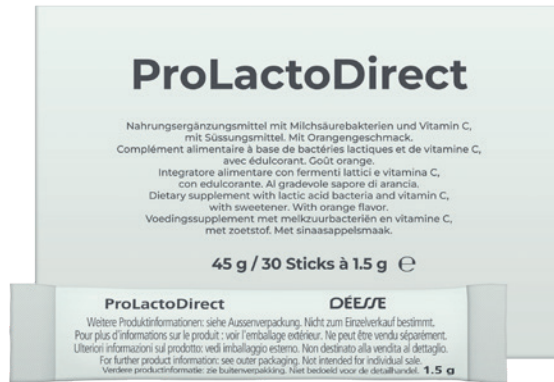 ProLactoDirect
Nahrungsergänzungsmittel mit Milchsäurebakterien und Vitamin C,
mit Süssungsmittel. Mit Orangengeschmack.
Complément alimentaire à base de bactéries lactiques et de vitamine C,
avec édulcorant. Goût orange.
Integratore alimentare con fermenti lattici e vitamina C,
con edulcorante. Al gradevole sapore di arancia.
Dietary supplement with lactic acid bacteria and vitamin C,
with sweetener. With orange flavor.
Voedingssupplement met melkzuurbacteriën en vitamine C,
met zoetstof. Met sinaasappelsmaak.
45 g / 30 Sticks à 1.5 g ℮
ProLactoDirect DÉESSE
Weitere Produktinformationen: siehe Aussenverpackung. Nicht zum Einzelverkauf bestimmt.
Pour plus d'informations sur le produit : voir l'emballage extérieur. Ne peut être vendu séparément.
Ulteriori informazioni sul prodotto: vedi imballaggio esterno. Non destinato alla vendita al dettaglio.
For further product information: see outer packaging. Not intended for individual sale.
Verdere productinformatie: zie buitenverpakking. Niet bedoeld voor de detailhandel. 1.5 g